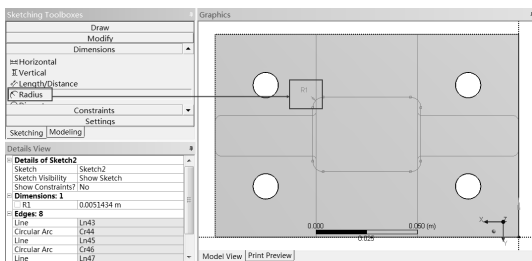 Sketching Toolboxes
Draw
Modify
Dimensions
Horizontal
Vertical
Length/Distance
Radius
Constraints
Settings
Sketching Modeling
Details View
Details of Sketch2
Sketch Sketch2
Sketch Visibility Show Sketch
Show Constraints? No
Dimensions: 1
R1 0.0051434 m
Edges: 8
Line Ln43
Circular Arc Cr44
Line Ln45
Circular Arc Cr46
Line Ln47
Graphics
R1
0.000 0.050 (m)
0.025
X
Y
Model View Print Preview